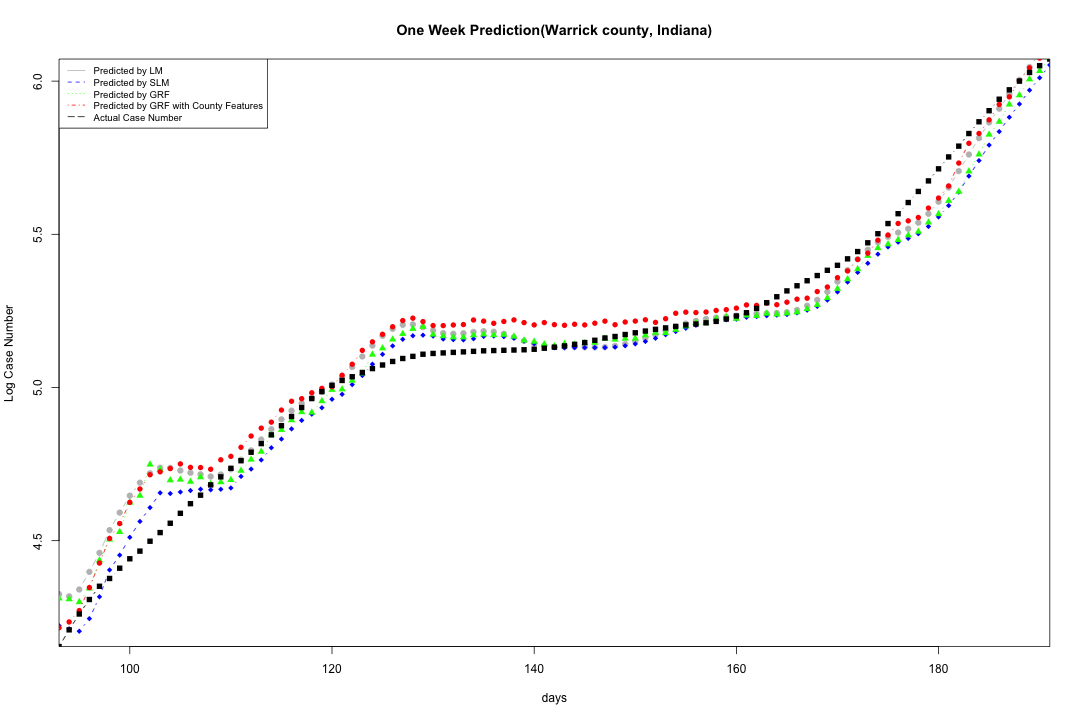 One Week Prediction(Warrick county, Indiana)
Predicted by LM
Predicted by SLM
Predicted by GRF
Predicted by GRF with County Features
Actual Case Number
6.0
5.5
5.0
4.5
Log Case Number
100 120 140 160 180
days